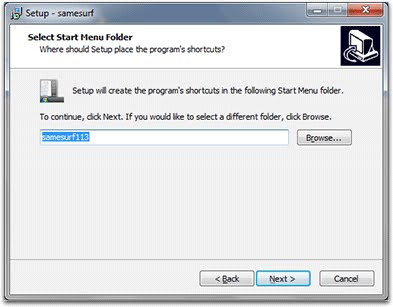 Setup - samesurf
Select Start Menu Folder
Where should Setup place the program's shortcuts?
Setup will create the program's shortcuts in the following Start Menu folder.
To continue, click Next. If you would like to select a different folder, click Browse.
samesurf113
Browse...
< Back
Next >
Cancel